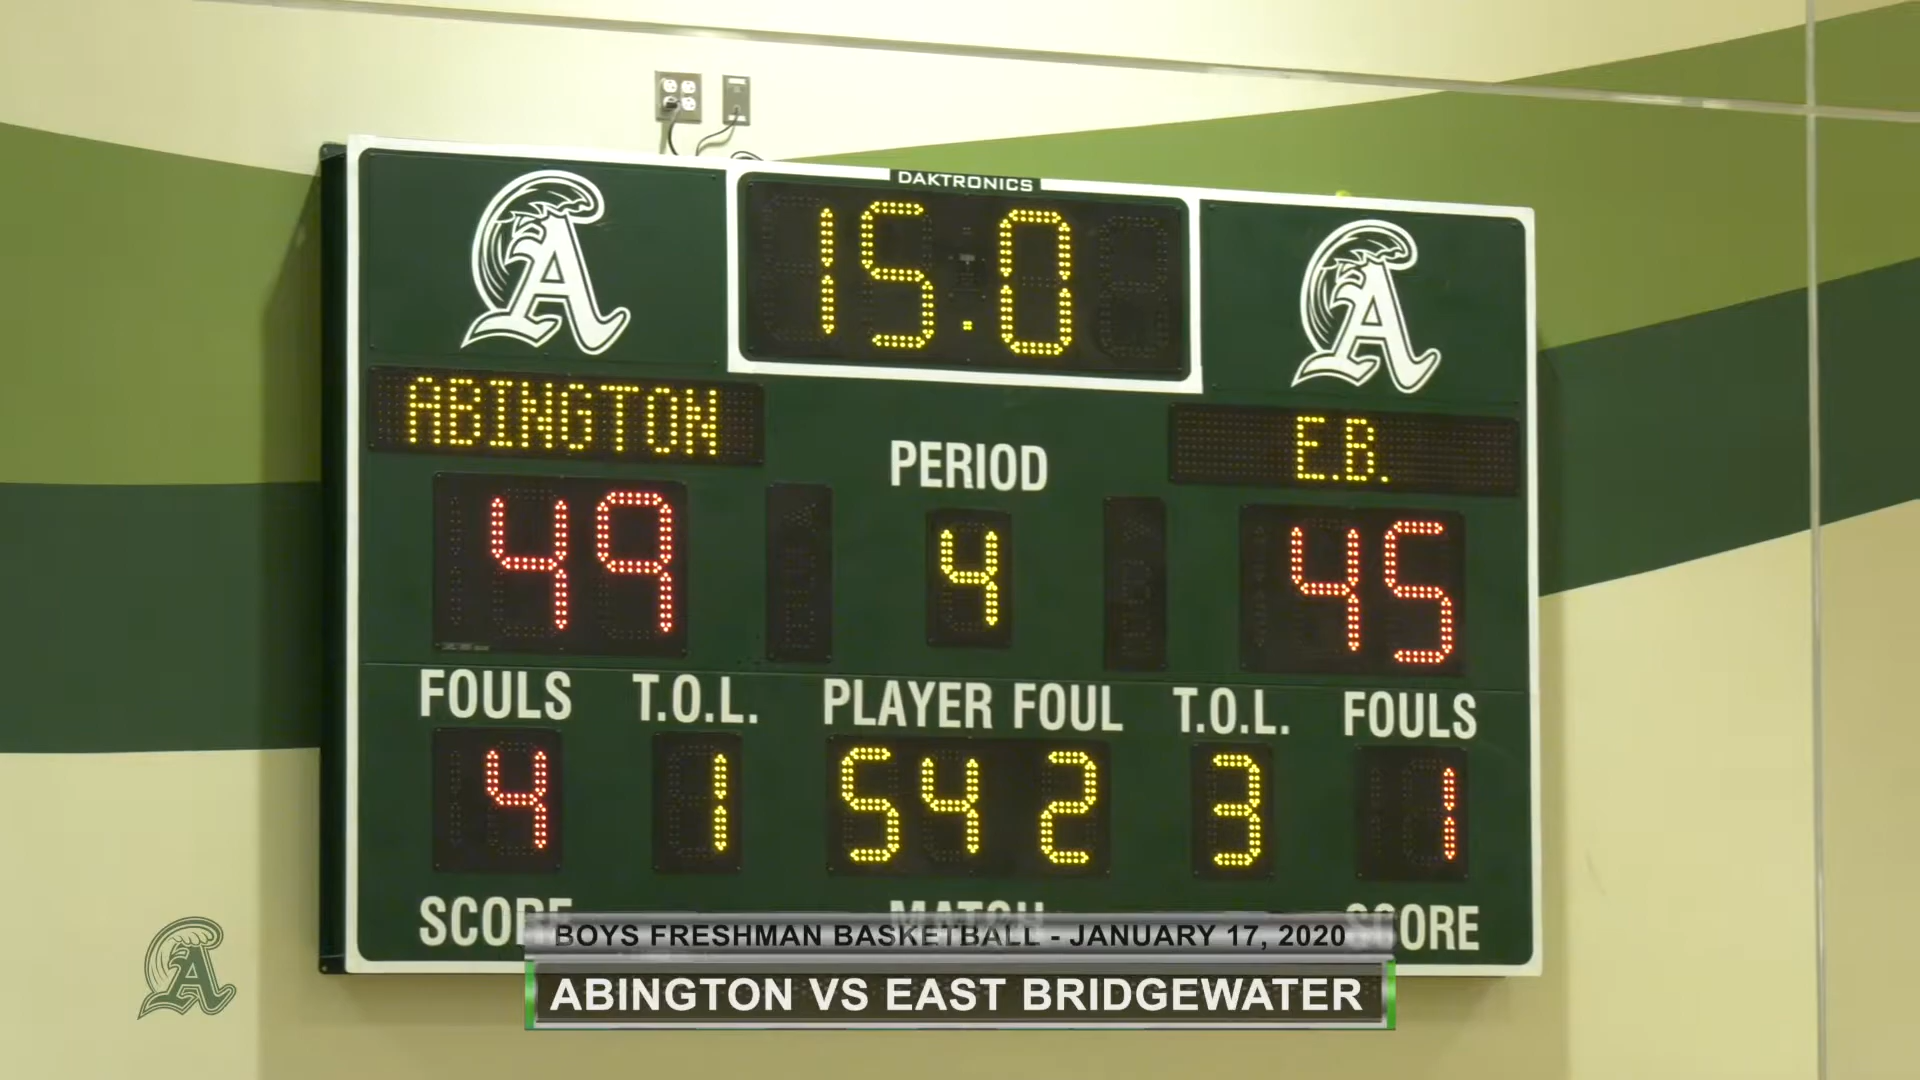 DAKTRONICS
15.0
ABINGTON
E.B.
PERIOD
49
4
45
FOULS T.O.L. PLAYER FOUL T.O.L. FOULS
4 1 54 2 3 1
SCORE MATCH SCORE
BOYS FRESHMAN BASKETBALL - JANUARY 17, 2020
ABINGTON VS EAST BRIDGEWATER
A
A
A